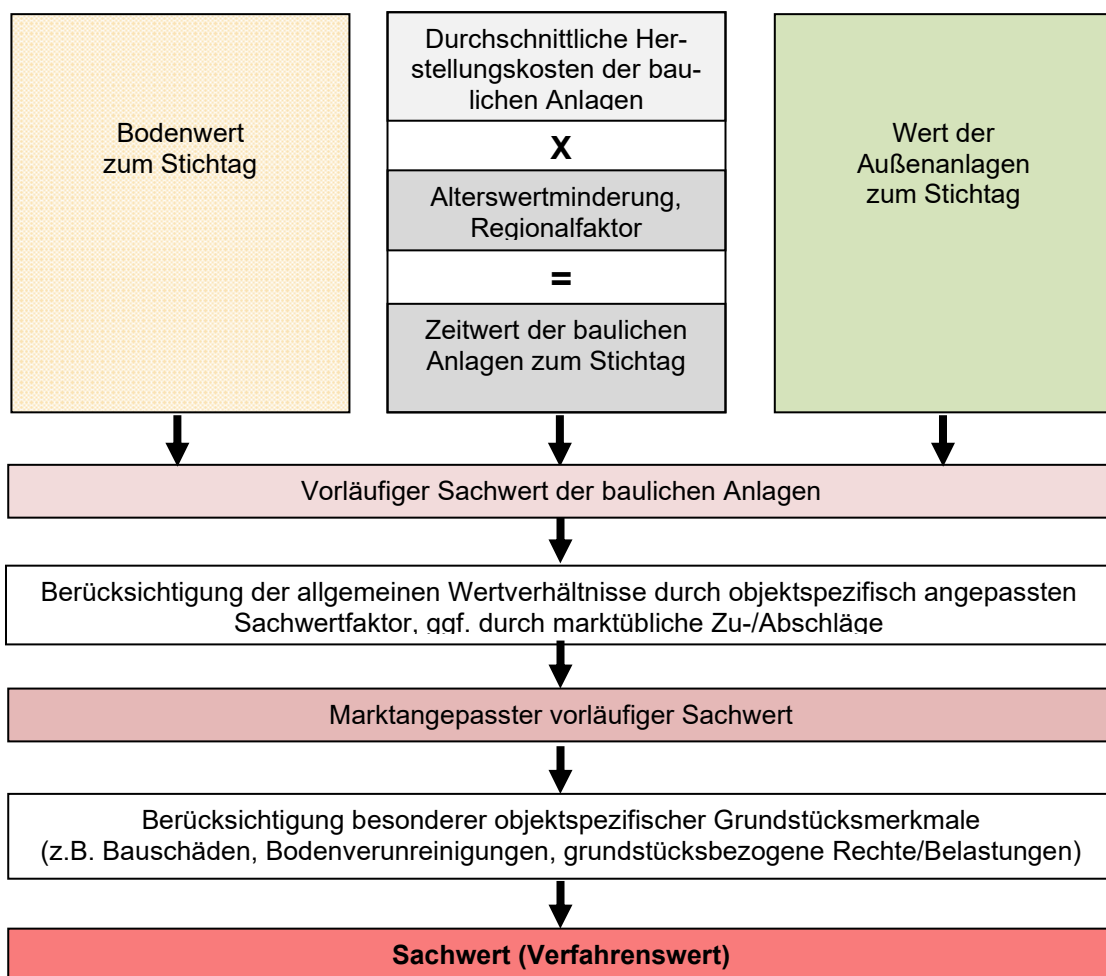 Bodenwert
zum Stichtag
Durchschnittliche Her-
stellungskosten der bau-
lichen Anlagen
X
Alterswertminderung,
Regionalfaktor
=
Zeitwert der baulichen
Anlagen zum Stichtag
Wert der
Außenanlagen
zum Stichtag
Vorläufiger Sachwert der baulichen Anlagen
Berücksichtigung der allgemeinen Wertverhältnisse durch objektspezifisch angepassten
Sachwertfaktor, ggf. durch marktübliche Zu-/Abschläge
Marktangepasster vorläufiger Sachwert
Berücksichtigung besonderer objektspezifischer Grundstücksmerkmale
(z.B. Bauschäden, Bodenverunreinigungen, grundstücksbezogene Rechte/Belastungen)
Sachwert (Verfahrenswert)